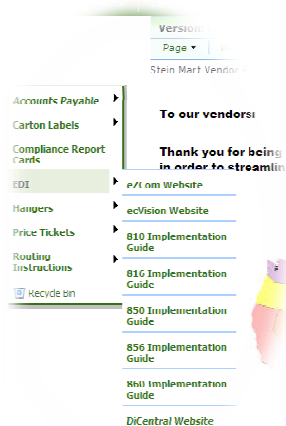 Version:
Page
Stein Mart Vendor
To our vendors:
Thank you for being
in order to streamlin
Accounts Payable
Carton Labels
Compliance Report
Cards
EDI
Hangers
Price Tickets
Routing
Instructions
Recycle Bin
eZCom Website
ecVision Website
810 Implementation
Guide
816 Implementation
Guide
850 Implementation
Guide
856 Implementation
Guide
860 Implementation
Guide
DiCentral Website